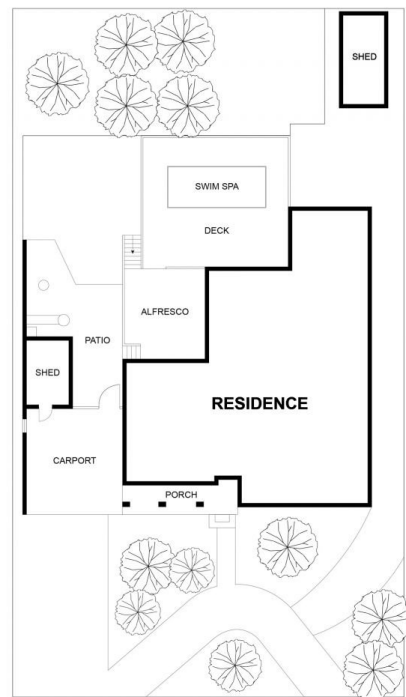 SHED
SWIM SPA
DECK
ALFRESCO
PATIO
SHED
RESIDENCE
CARPORT
PORCH